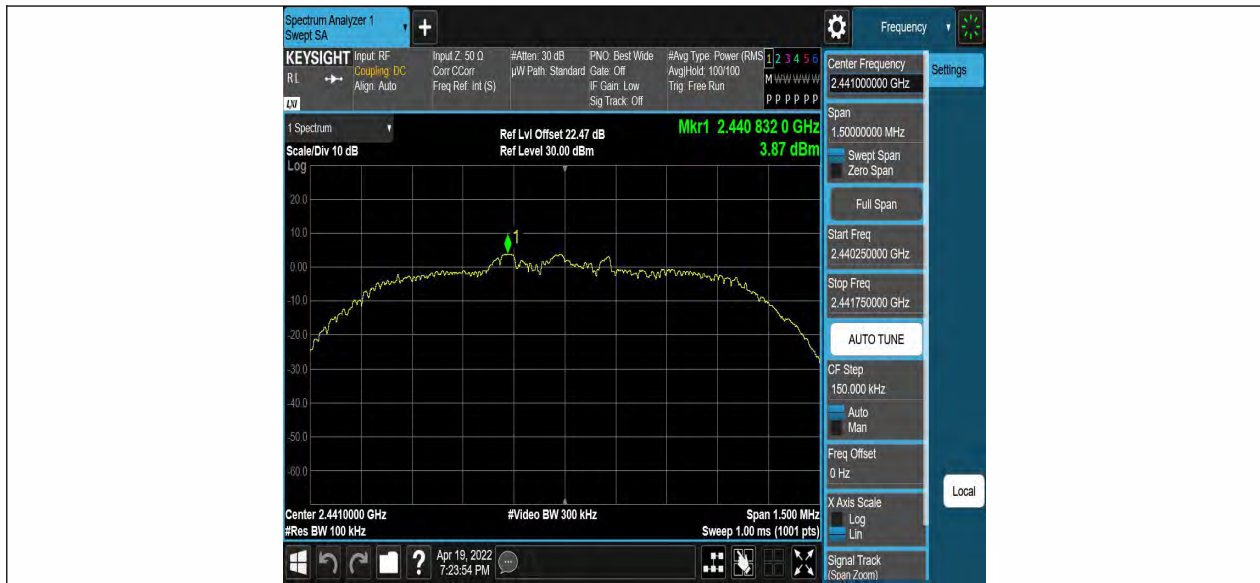 Spectrum Analyzer 1
Swept SA
+
Frequency
KEYSIGHT
RL
LXI
Input: RF
Coupling: DC
Align: Auto
Input Z: 50 Ω
Corr CCorr
Freq Ref: Int (S)
#Atten: 30 dB
µW Path: Standard
PNO: Best Wide
Gate: Off
IF Gain: Low
Sig Track: Off
#Avg Type: Power (RMS
Avg|Hold: 100/100
Trig: Free Run
1 2 3 4 5 6
M W W W W W
P P P P P P
1 Spectrum
Scale/Div 10 dB
Ref Lvl Offset 22.47 dB
Ref Level 30.00 dBm
Mkr1 2.440 832 0 GHz
3.87 dBm
Log
20.0
10.0
0.00
-10.0
-20.0
-30.0
-40.0
-50.0
-60.0
1
Center 2.4410000 GHz
#Res BW 100 kHz
#Video BW 300 kHz
Span 1.500 MHz
Sweep 1.00 ms (1001 pts)
Center Frequency
2.441000000 GHz
Settings
Span
1.50000000 MHz
Swept Span
Zero Span
Full Span
Start Freq
2.440250000 GHz
Stop Freq
2.441750000 GHz
AUTO TUNE
CF Step
150.000 kHz
Auto
Man
Freq Offset
0 Hz
X Axis Scale
Log
Lin
Signal Track
(Span Zoom)
Local
?
Apr 19, 2022
7:23:54 PM